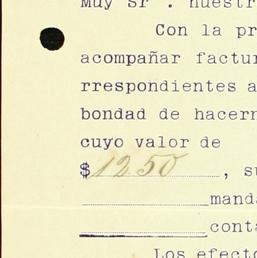 Muy Sr . nuestr
Con la pr
acompañar factur
rrespondientes a
bondad de hacern
cuyo valor de
$ 12.50 , su
manda
conta
Los efecto